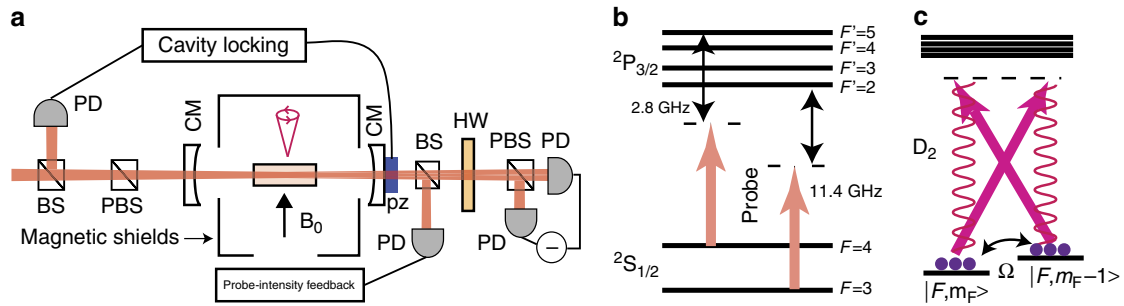 a
Cavity locking
PD
CM
CM
BS
HW
PBS
PD
BS
PBS
B₀
pz
PD
PD
−
Magnetic shields
Probe-intensity feedback
b
F'=5
F'=4
²P₃/₂
F'=3
F'=2
2.8 GHz
Probe
11.4 GHz
F=4
²S₁/₂
F=3
c
D₂
Ω
|F,m_F>
|F,m_F−1>